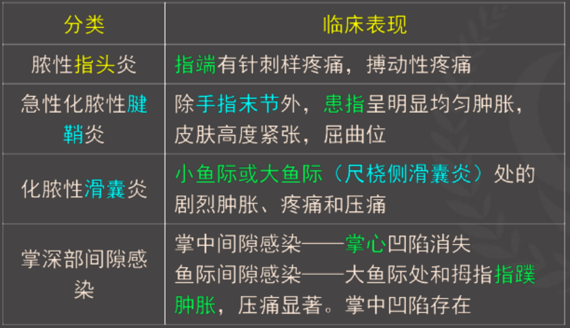 分类
临床表现
脓性指头炎
指端有针刺样疼痛，搏动性疼痛
急性化脓性腱
鞘炎
除手指末节外，患指呈明显均匀肿胀，
皮肤高度紧张，屈曲位
化脓性滑囊炎
小鱼际或大鱼际（尺桡侧滑囊炎）处的
剧烈肿胀、疼痛和压痛
掌深部间隙感
染
掌中间隙感染——掌心凹陷消失
鱼际间隙感染——大鱼际处和拇指指蹼
肿胀，压痛显著。掌中凹陷存在